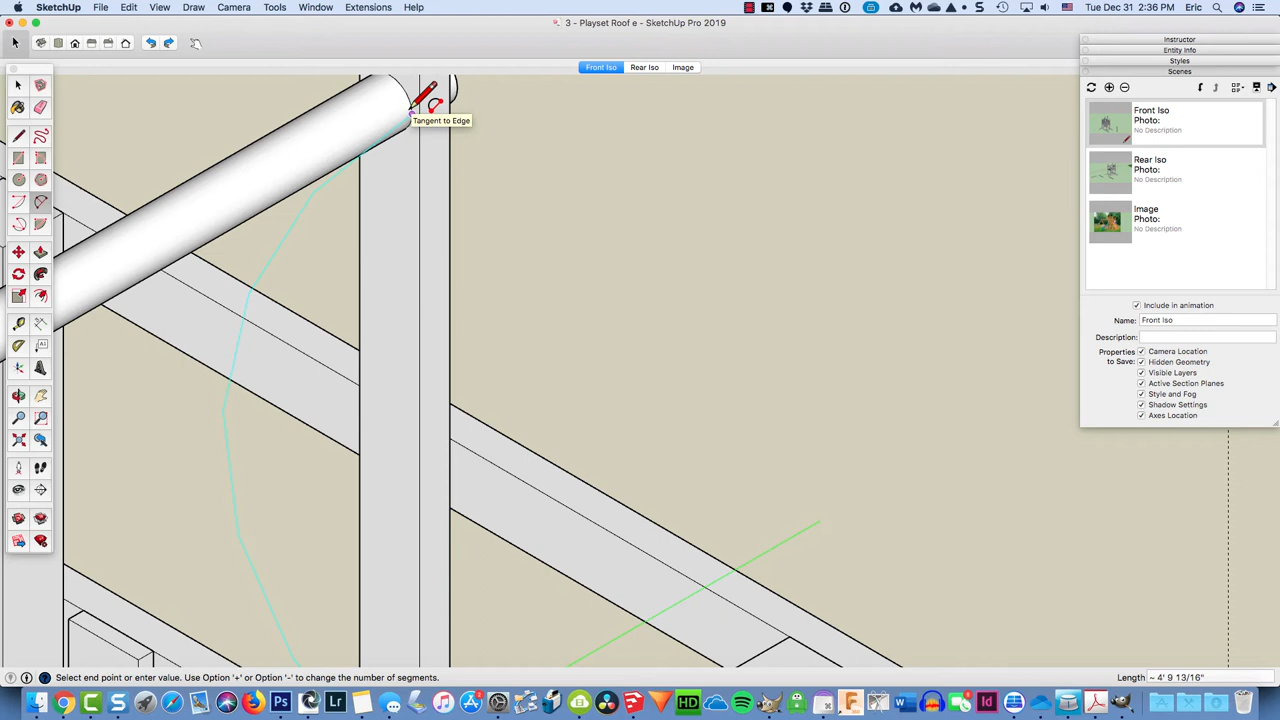 SketchUp File Edit View Draw Camera Tools Window Extensions Help
Tue Dec 31 2:36 PM Eric
3 - Playset Roof e - SketchUp Pro 2019
Front Iso Rear Iso Image
Instructor
Entity Info
Styles
Scenes
Front Iso
Photo:
No Description
Rear Iso
Photo:
No Description
Image
Photo:
No Description
Tangent to Edge
Include in animation
Name: Front Iso
Description:
Properties to Save:
Camera Location
Hidden Geometry
Visible Layers
Active Section Planes
Style and Fog
Shadow Settings
Axes Location
Select end point or enter value. Use Option '+' or Option '-' to change the number of segments.
Length ~ 4' 9 13/16"